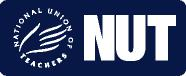 NATIONAL UNION OF TEACHERS
NUT